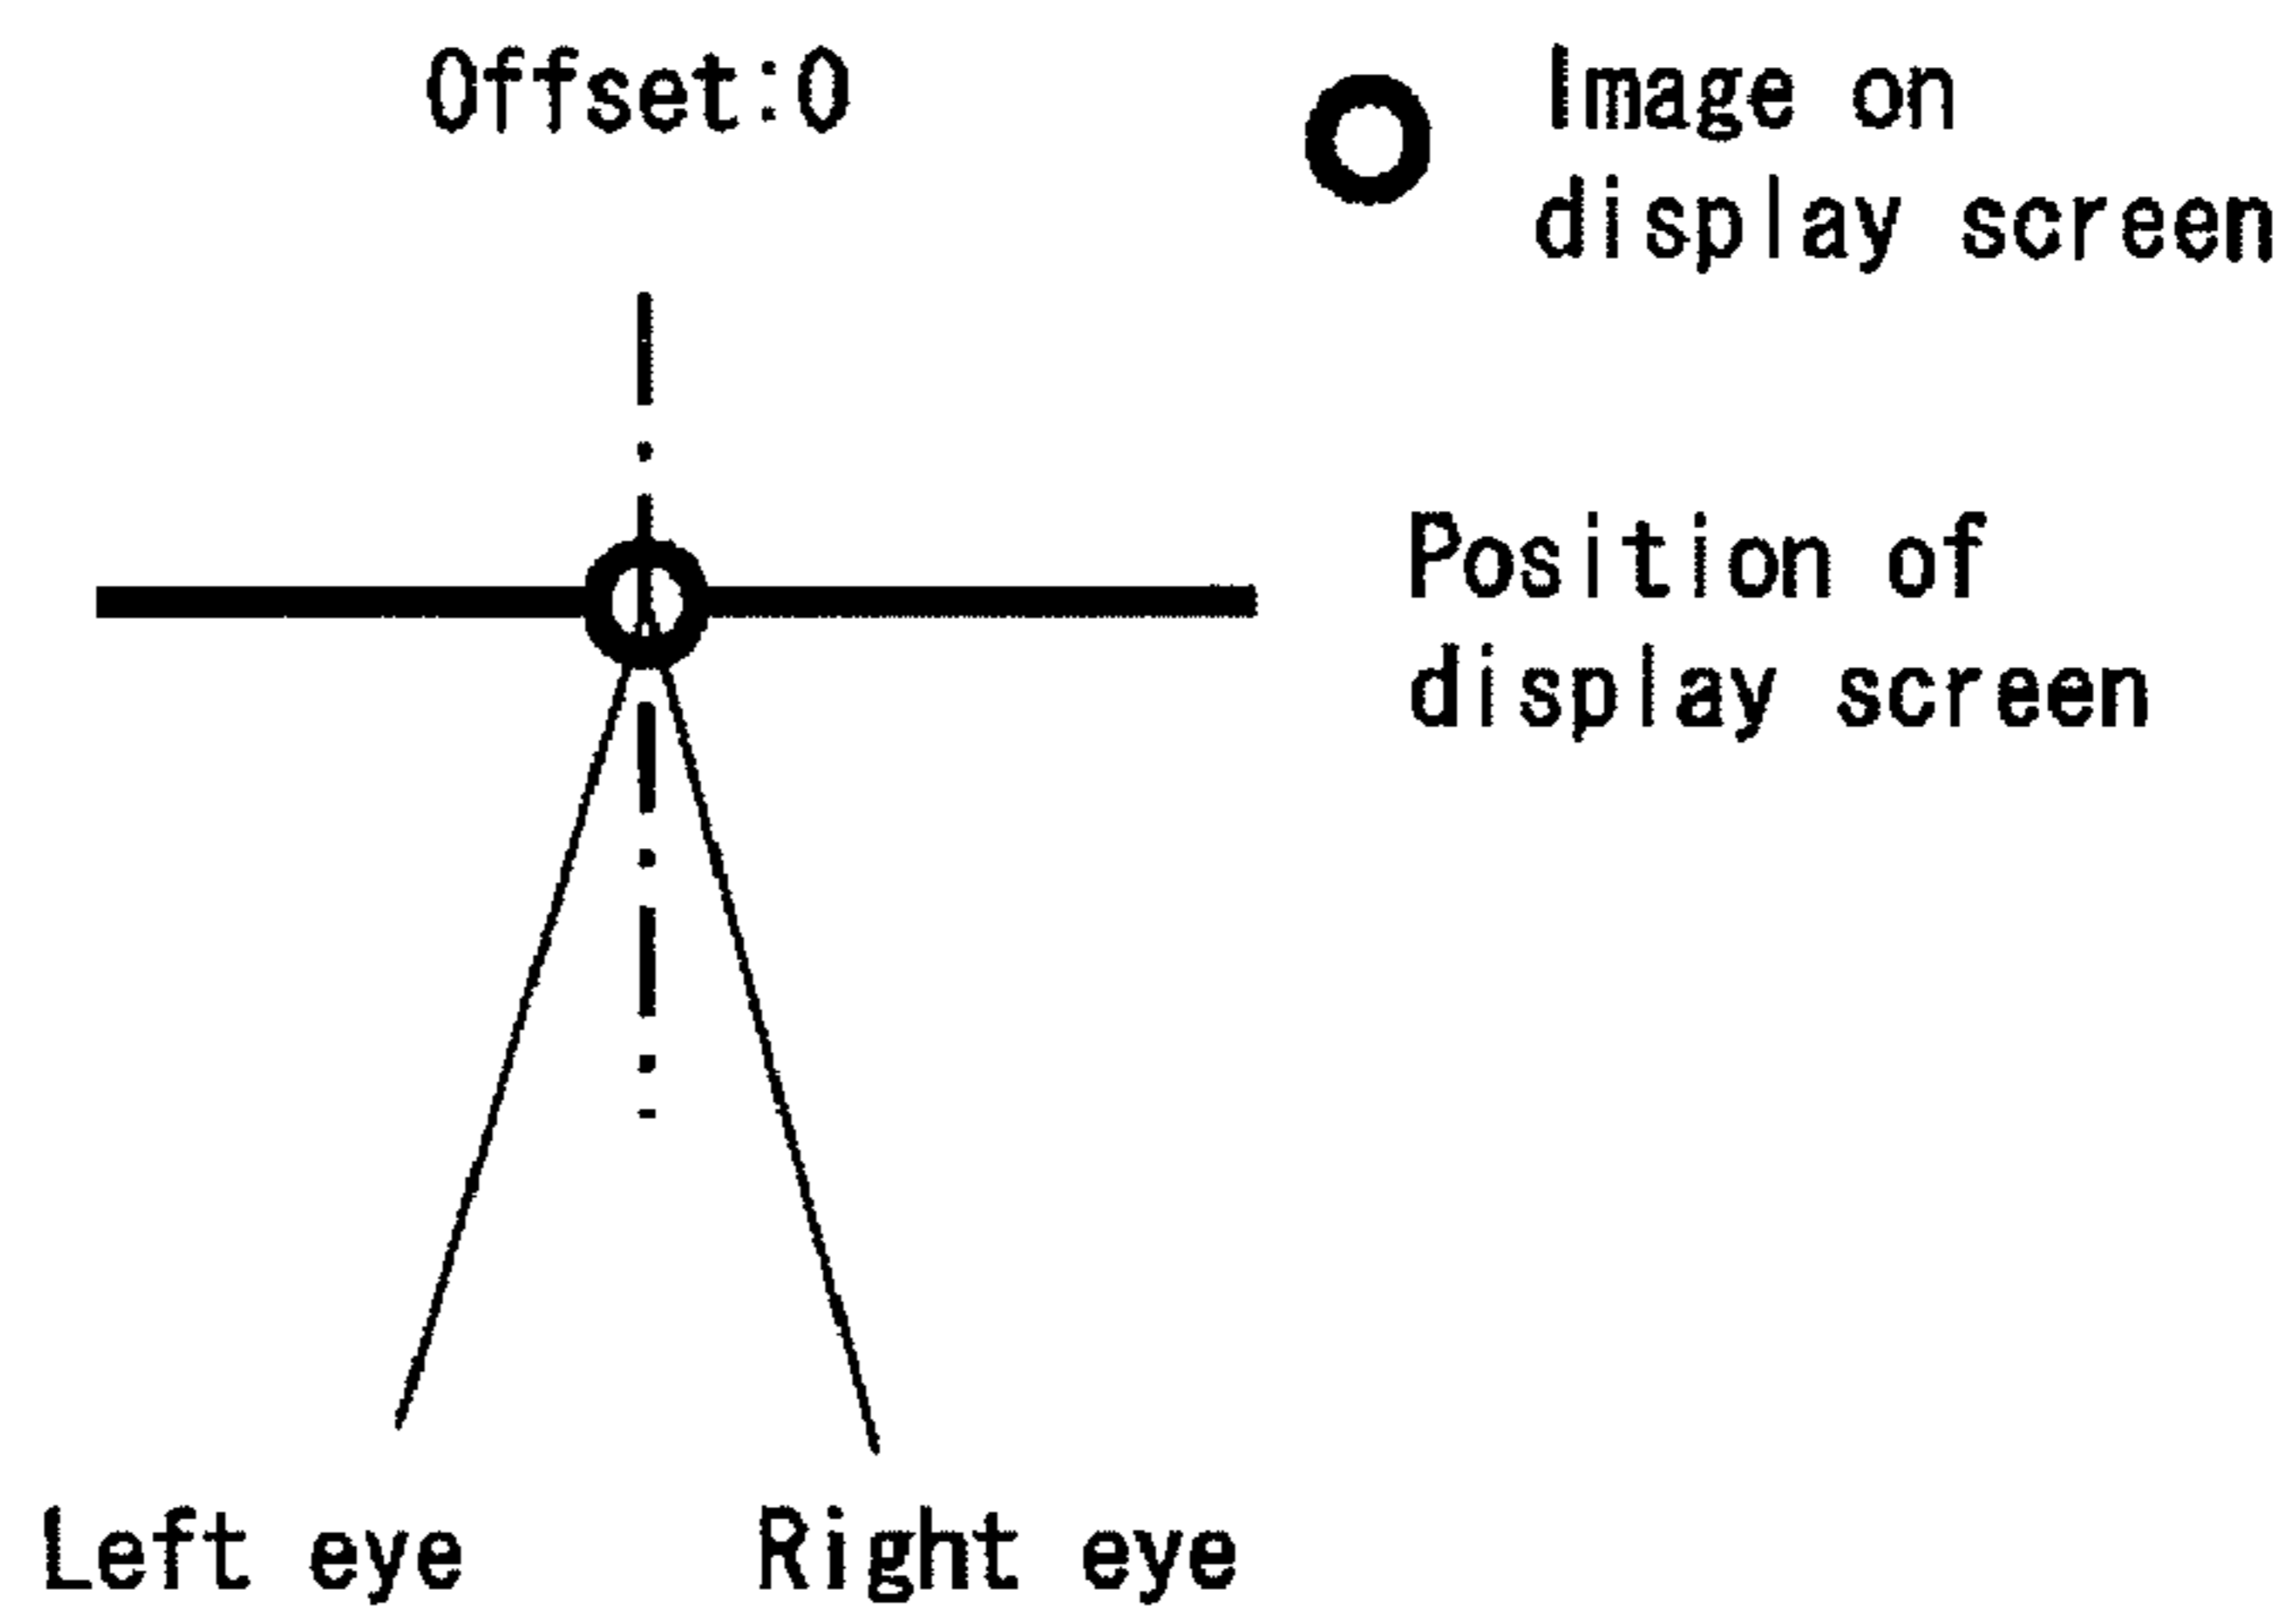 Offset:0
Image on
display screen
Position of
display screen
Left eye
Right eye